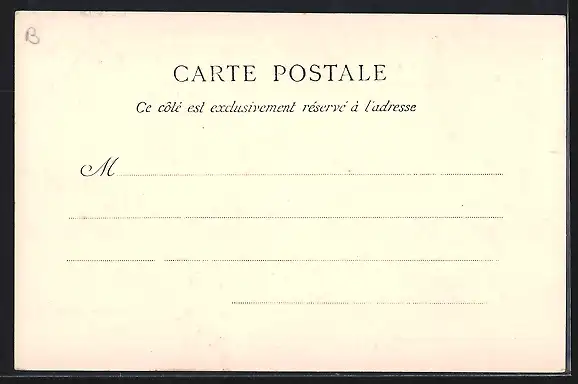 B
CARTE POSTALE
Ce côté est exclusivement réservé à l'adresse
M